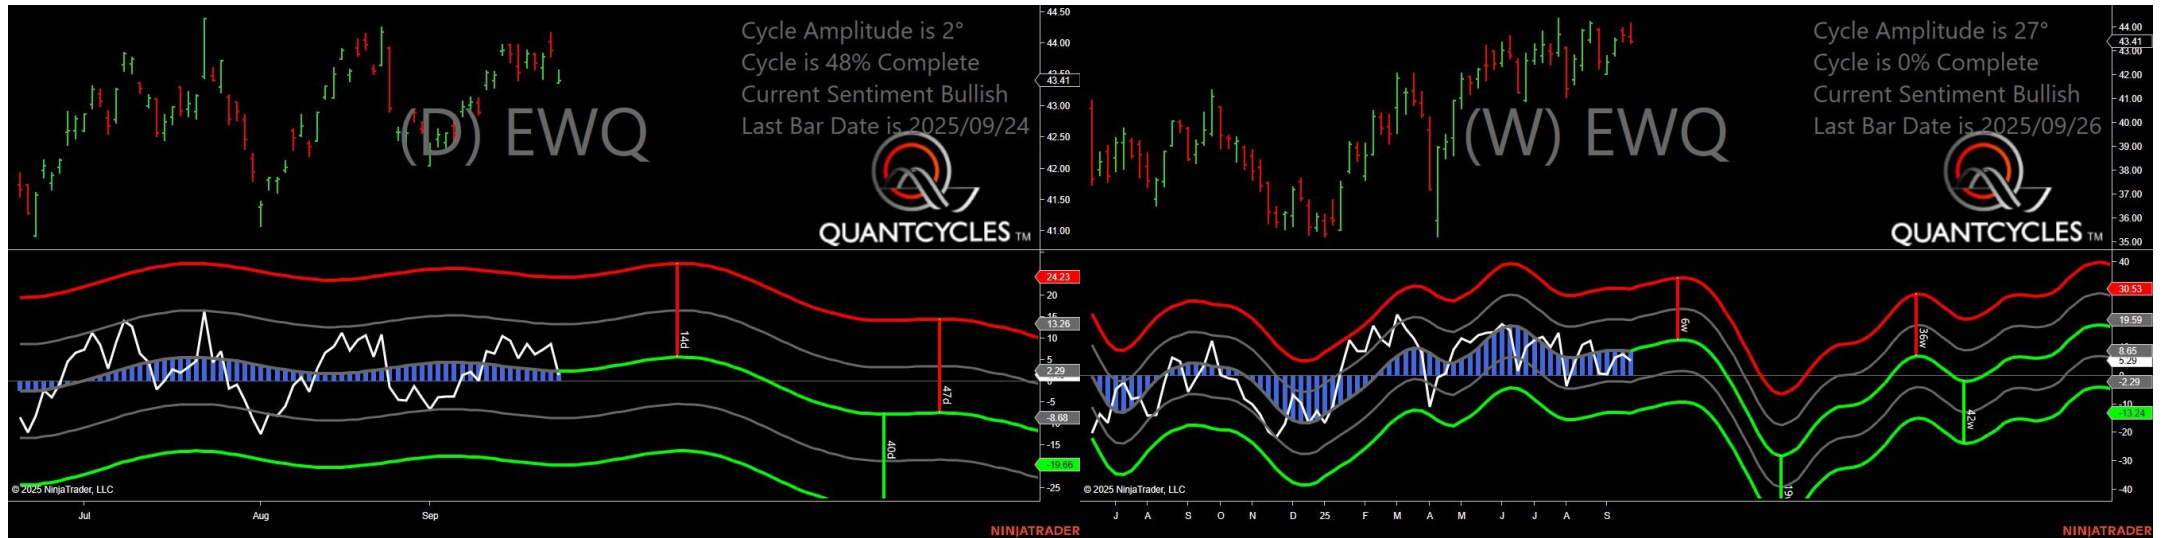 Cycle Amplitude is 2°
Cycle is 48% Complete
Current Sentiment Bullish
Last Bar Date is 2025/09/24
(D) EWQ
QUANTCYCLES TM
44.50
44.00
43.41
43.00
42.50
42.00
41.50
41.00
24.23
20
13.26
10
5
2.29
-5
-8.68
-15
-19.66
-25
14d
47d
40d
© 2025 NinjaTrader, LLC
Jul
Aug
Sep
NINJATRADER
Cycle Amplitude is 27°
Cycle is 0% Complete
Current Sentiment Bullish
Last Bar Date is 2025/09/26
(W) EWQ
QUANTCYCLES TM
44.00
43.41
43.00
42.00
41.00
40.00
39.00
38.00
37.00
36.00
35.00
40
30.53
19.59
8.65
5.29
-2.29
-10
-13.24
-20
-30
-40
6w
36w
42w
© 2025 NinjaTrader, LLC
J A S O N D 25 F M A M J J A S
NINJATRADER